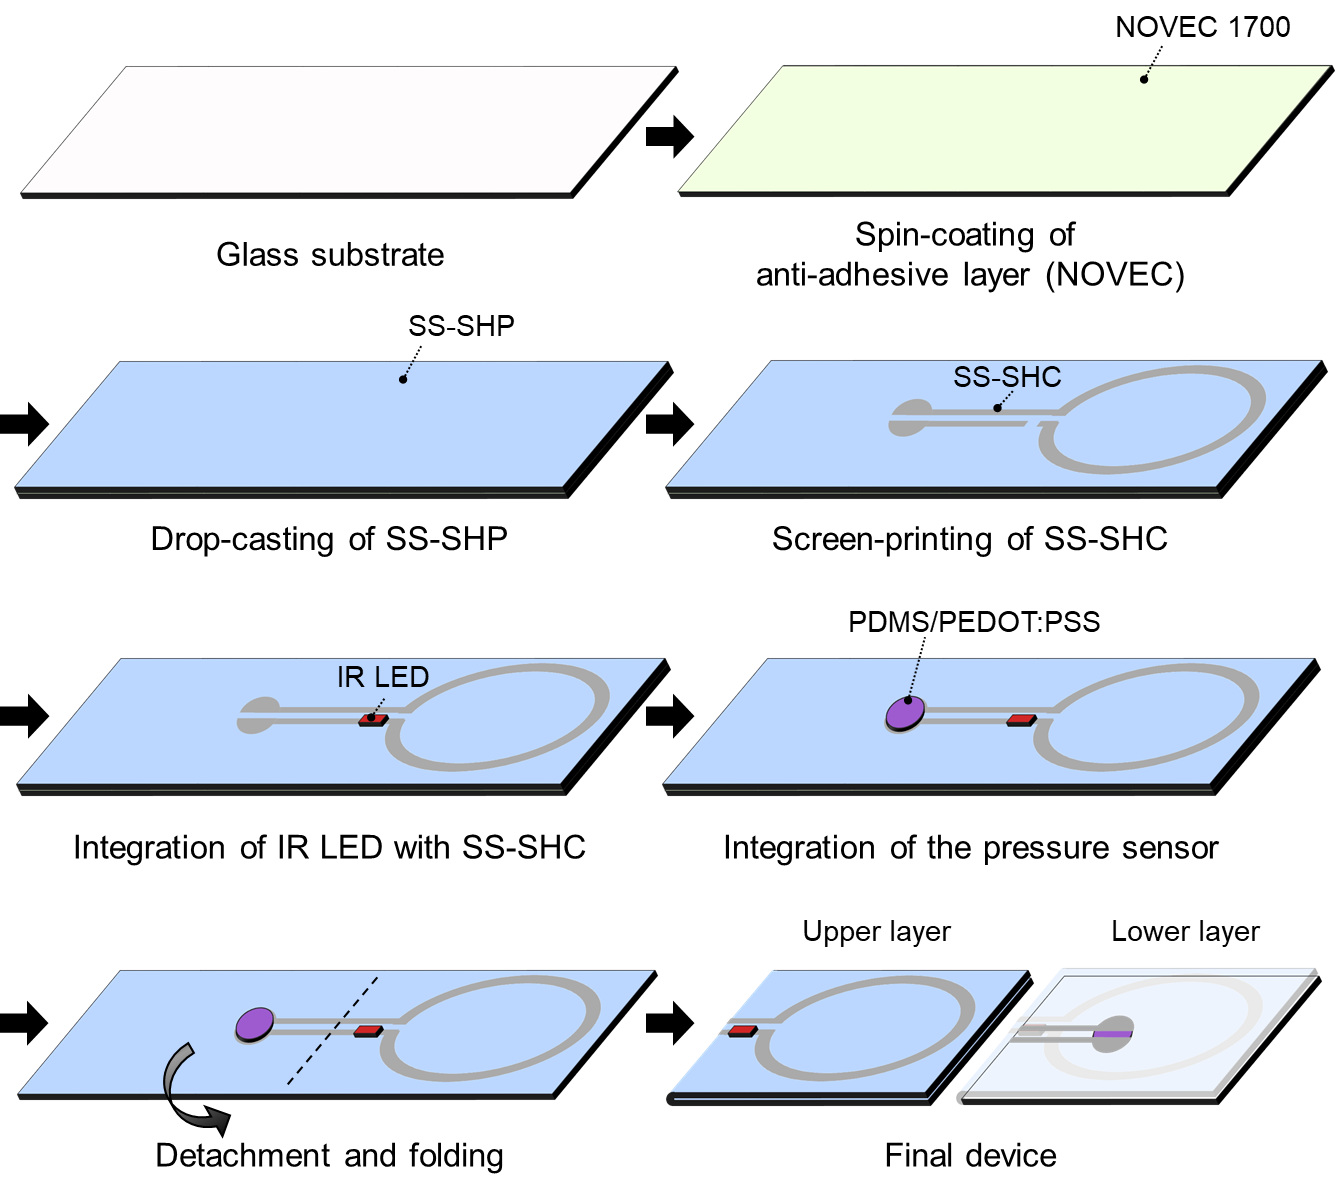 NOVEC 1700
Glass substrate
Spin-coating of
anti-adhesive layer (NOVEC)
SS-SHP
SS-SHC
Drop-casting of SS-SHP
Screen-printing of SS-SHC
IR LED
PDMS/PEDOT:PSS
Integration of IR LED with SS-SHC
Integration of the pressure sensor
Upper layer
Lower layer
Detachment and folding
Final device